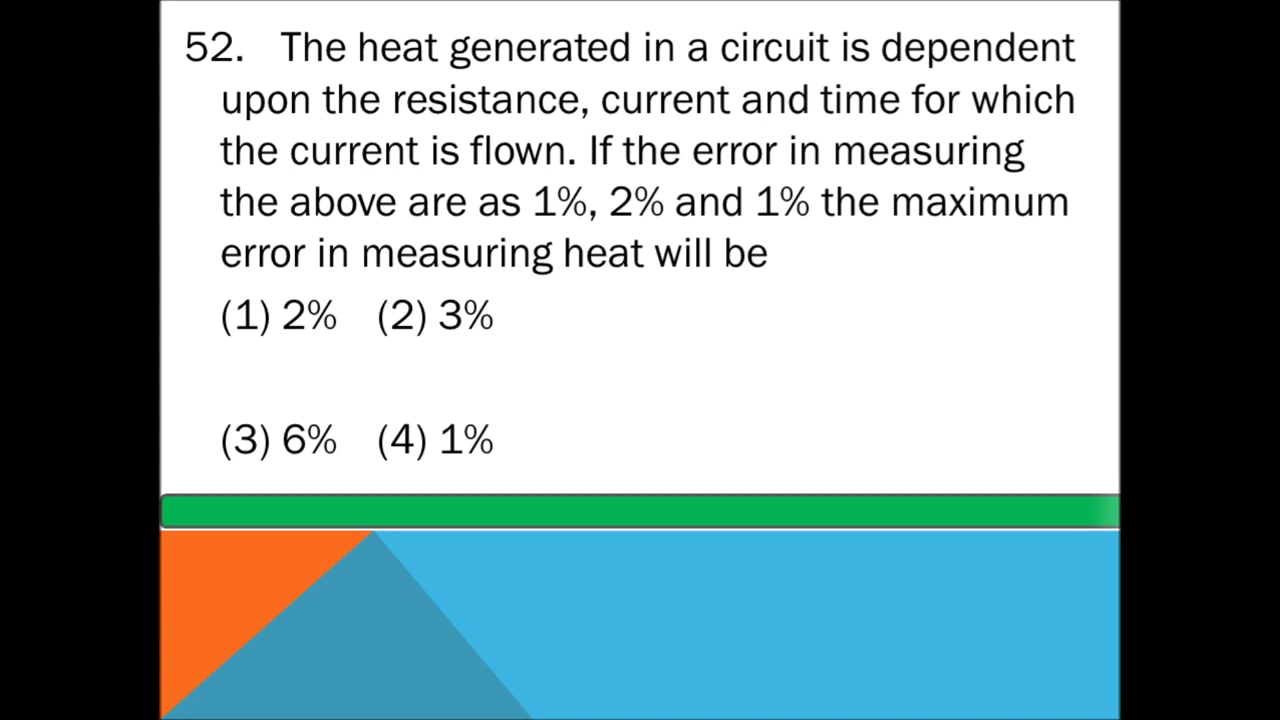 52. The heat generated in a circuit is dependent
upon the resistance, current and time for which
the current is flown. If the error in measuring
the above are as 1%, 2% and 1% the maximum
error in measuring heat will be
(1) 2% (2) 3%
(3) 6% (4) 1%